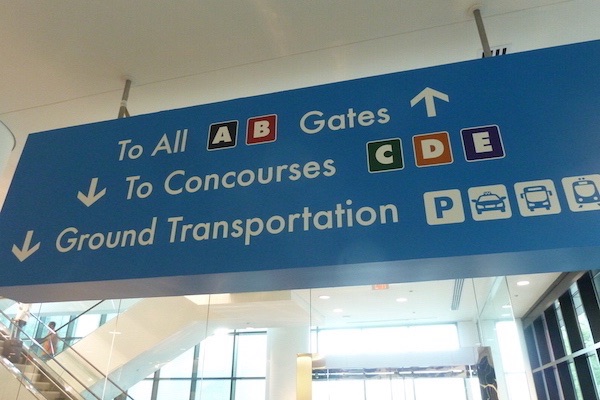 To All A B Gates ↑
↓ To Concourses C D E
↓ Ground Transportation P